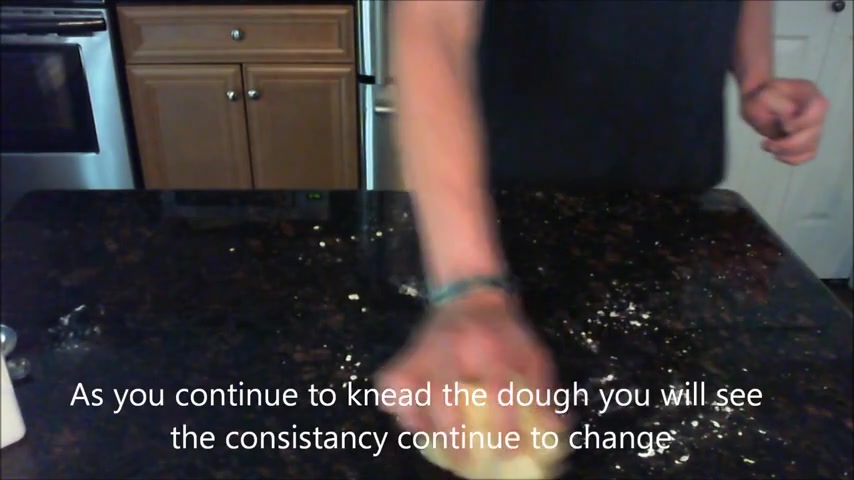 As you continue to knead the dough you will see
the consistancy continue to change